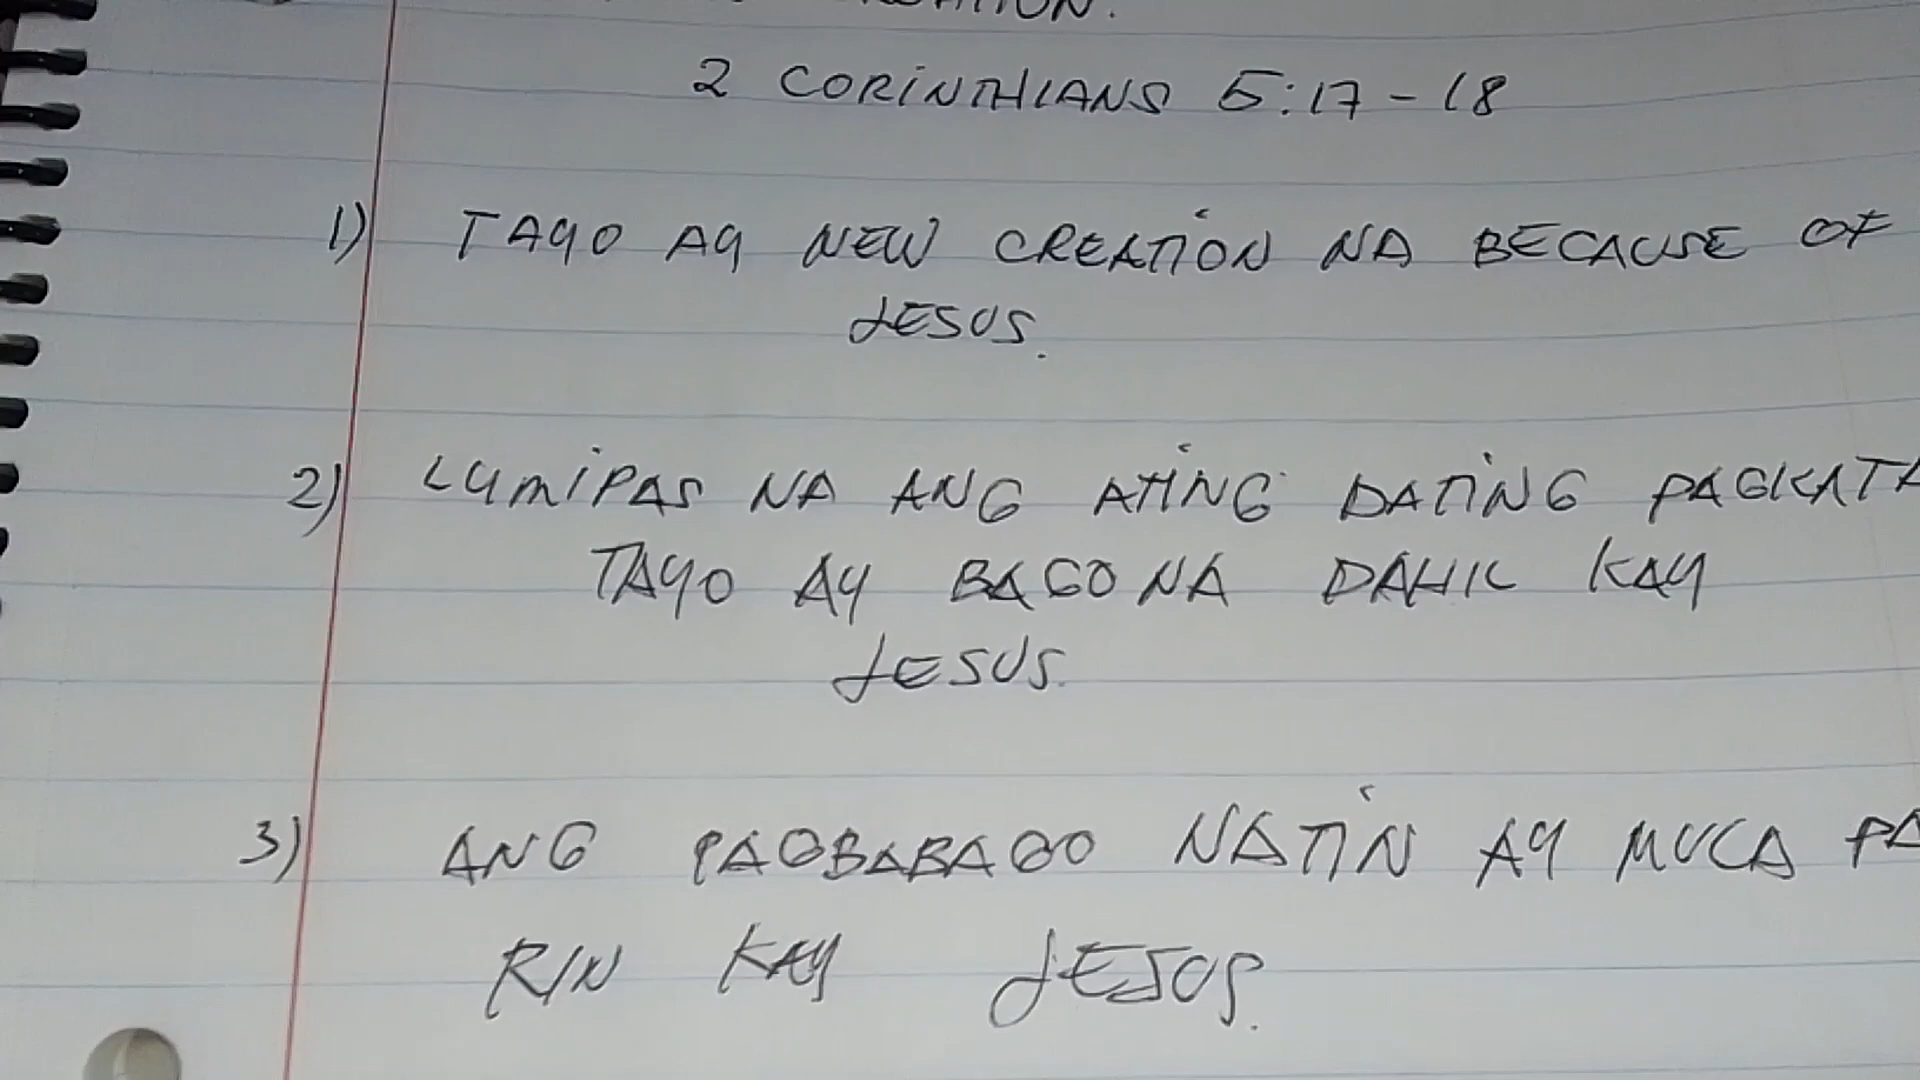 2 CORINTHIANS 5:17-18
1) TAYO AY NEW CREATION NA BECAUSE OF
JESUS.
2) LUMIPAS NA ANG ATING DATING
TAYO AY BAGO NA DAHIL KAY
JESUS.
3) ANG PAGBABAGO NATIN AY MULA PA
RIN KAY JESUS.